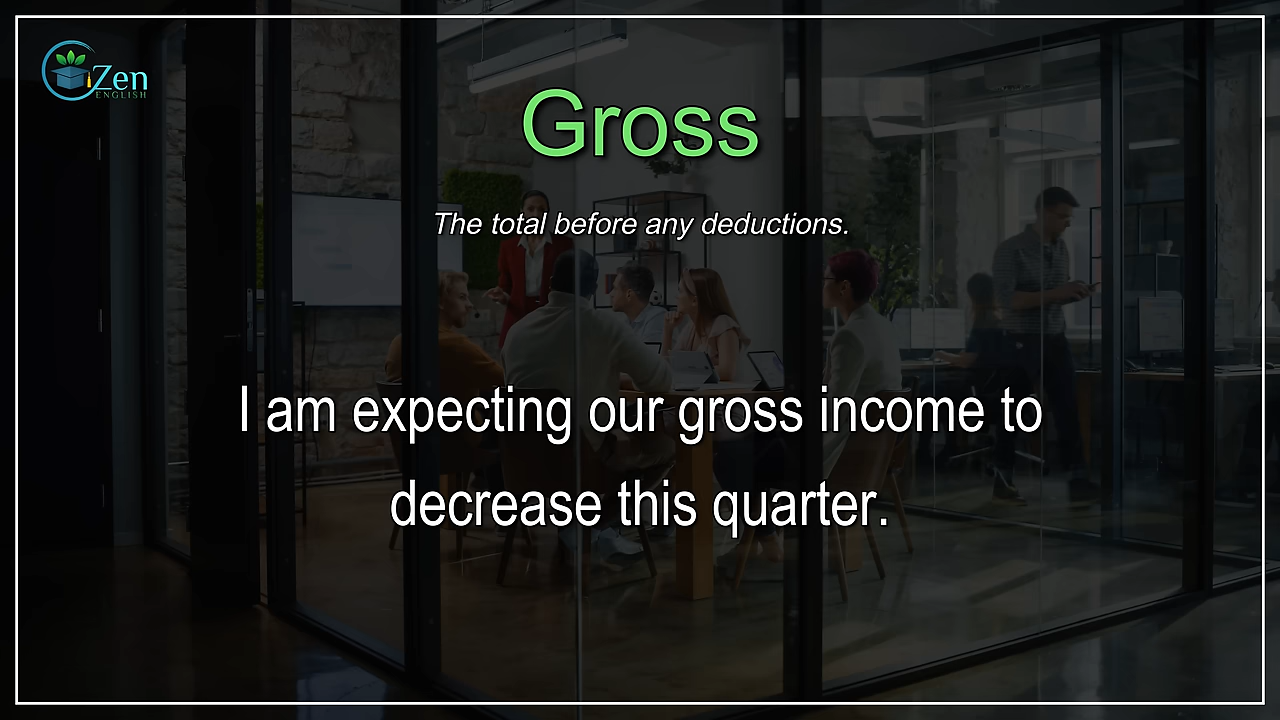 Zen
ENGLISH
Gross
The total before any deductions.
I am expecting our gross income to
decrease this quarter.